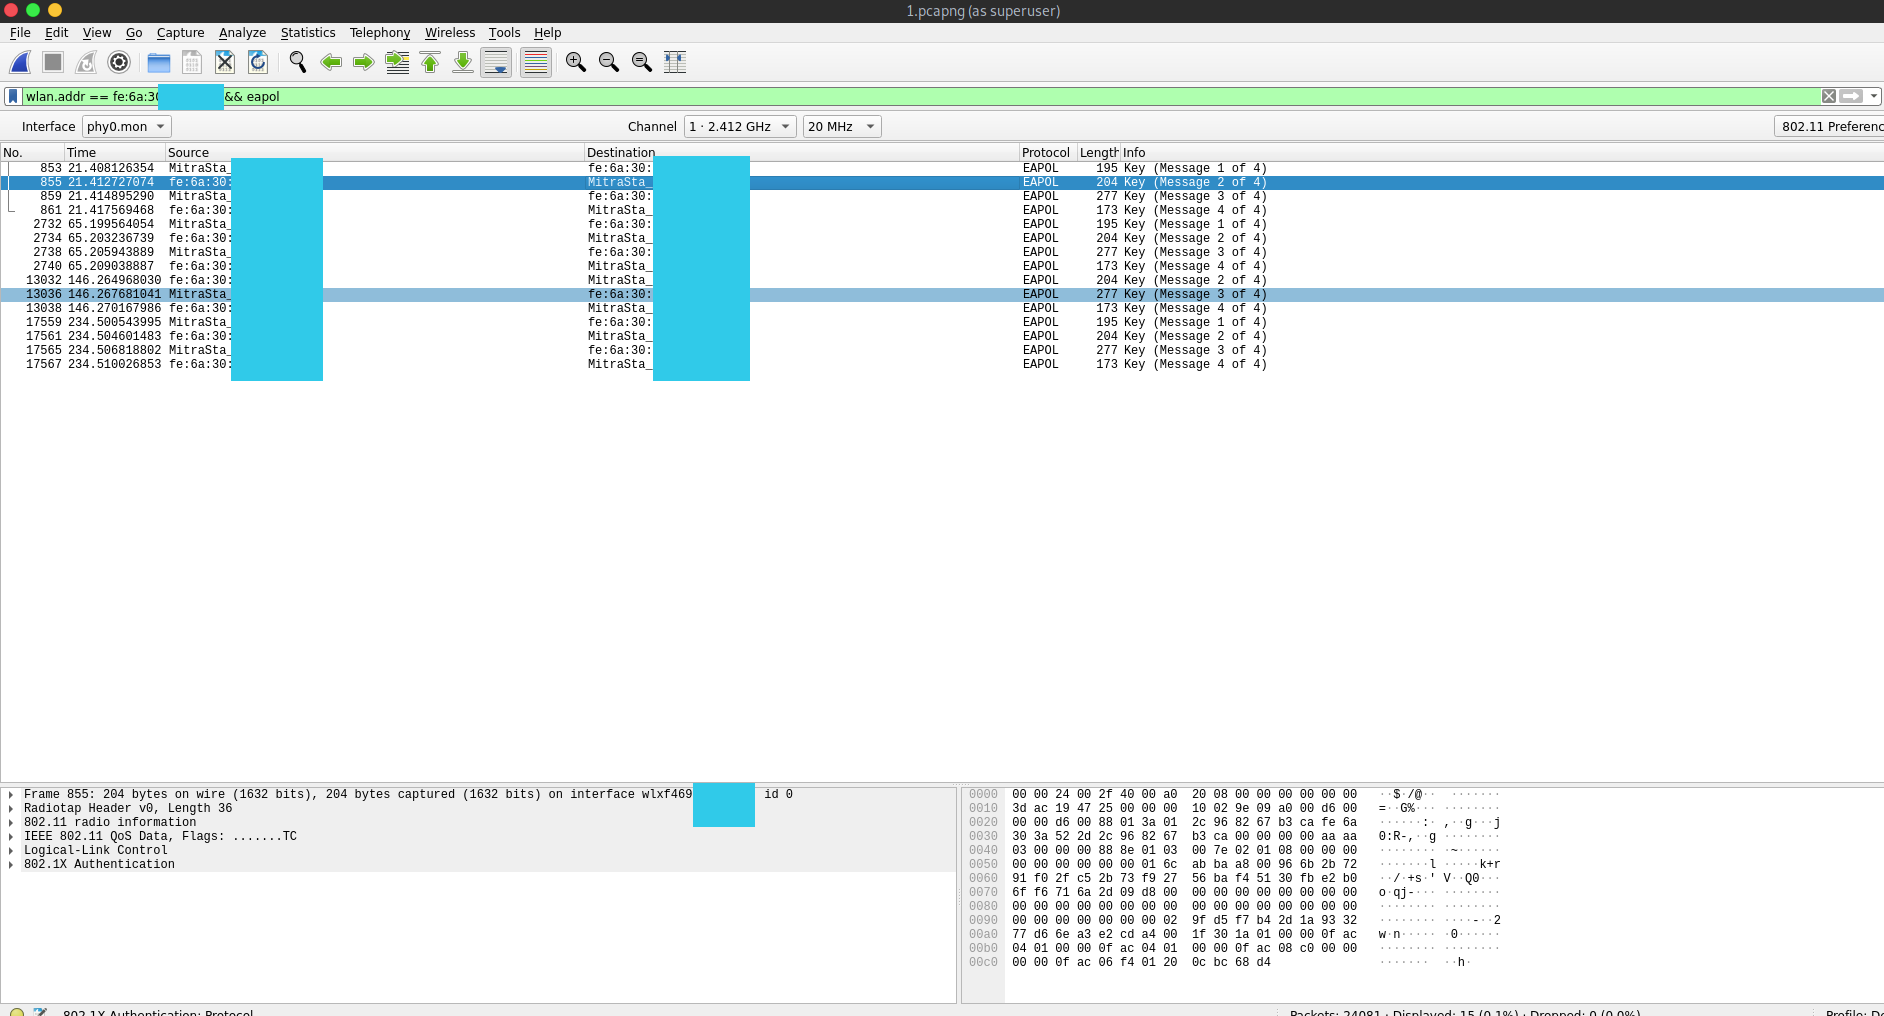 1.pcapng (as superuser)
File Edit View Go Capture Analyze Statistics Telephony Wireless Tools Help
wlan.addr == fe:6a:30 && eapol
Interface phy0.mon Channel 1 · 2.412 GHz 20 MHz 802.11 Preferenc
No. Time Source Destination Protocol Length Info
853 21.408126354 MitraSta_ fe:6a:30: EAPOL 195 Key (Message 1 of 4)
855 21.412727074 fe:6a:30: MitraSta_ EAPOL 204 Key (Message 2 of 4)
859 21.414895290 MitraSta_ fe:6a:30: EAPOL 277 Key (Message 3 of 4)
861 21.417569468 fe:6a:30: MitraSta_ EAPOL 173 Key (Message 4 of 4)
2732 65.199564054 MitraSta_ fe:6a:30: EAPOL 195 Key (Message 1 of 4)
2734 65.203236739 fe:6a:30: MitraSta_ EAPOL 204 Key (Message 2 of 4)
2738 65.205943889 MitraSta_ fe:6a:30: EAPOL 277 Key (Message 3 of 4)
2740 65.209038887 fe:6a:30: MitraSta_ EAPOL 173 Key (Message 4 of 4)
13032 146.264968030 fe:6a:30: MitraSta_ EAPOL 204 Key (Message 2 of 4)
13036 146.267681041 MitraSta_ fe:6a:30: EAPOL 277 Key (Message 3 of 4)
13038 146.270167986 fe:6a:30: MitraSta_ EAPOL 173 Key (Message 4 of 4)
17559 234.500543995 MitraSta_ fe:6a:30: EAPOL 195 Key (Message 1 of 4)
17561 234.504601483 fe:6a:30: MitraSta_ EAPOL 204 Key (Message 2 of 4)
17565 234.506818802 MitraSta_ fe:6a:30: EAPOL 277 Key (Message 3 of 4)
17567 234.510026853 fe:6a:30: MitraSta_ EAPOL 173 Key (Message 4 of 4)
Frame 855: 204 bytes on wire (1632 bits), 204 bytes captured (1632 bits) on interface wlxf469 id 0
Radiotap Header v0, Length 36
802.11 radio information
IEEE 802.11 QoS Data, Flags: .......TC
Logical-Link Control
802.1X Authentication
0000 00 00 24 00 2f 40 00 a0 20 08 00 00 00 00 00 00 ··$·/@·· ·······
0010 3d ac 19 47 25 00 00 00 10 02 9e 09 a0 00 d6 00 =··G%··· ········
0020 00 00 d6 00 88 01 3a 01 2c 96 82 67 b3 ca fe 6a ······:· ,··g···j
0030 30 3a 52 2d 2c 96 82 67 b3 ca 00 00 00 00 aa aa 0:R-,··g ········
0040 03 00 00 00 88 8e 01 03 00 7e 02 01 08 00 00 00 ········ ·~······
0050 00 00 00 00 00 00 01 6c ab ba a8 00 96 6b 2b 72 ·······l ·····k+r
0060 91 f0 2f c5 2b 73 f9 27 56 ba f4 51 30 fb e2 b0 ··/·+s·' V··Q0···
0070 6f f6 71 6a 2d 09 d8 00 00 00 00 00 00 00 00 00 o·qj-··· ········
0080 00 00 00 00 00 00 00 00 00 00 00 00 00 00 00 00 ········ ········
0090 00 00 00 00 00 00 00 02 9f d5 f7 b4 2d 1a 93 32 ········ ····-··2
00a0 77 d6 6e a3 e2 cd a4 00 1f 30 1a 01 00 00 0f ac w·n····· ·0······
00b0 04 01 00 00 0f ac 04 01 00 00 0f ac 08 c0 00 00 ········ ········
00c0 00 00 0f ac 06 f4 01 20 0c bc 68 d4 ······· ··h·
802.1X Authentication: Protocol Packets: 24081 · Displayed: 15 (0.1%) · Dropped: 0 (0.0%) Profile: De